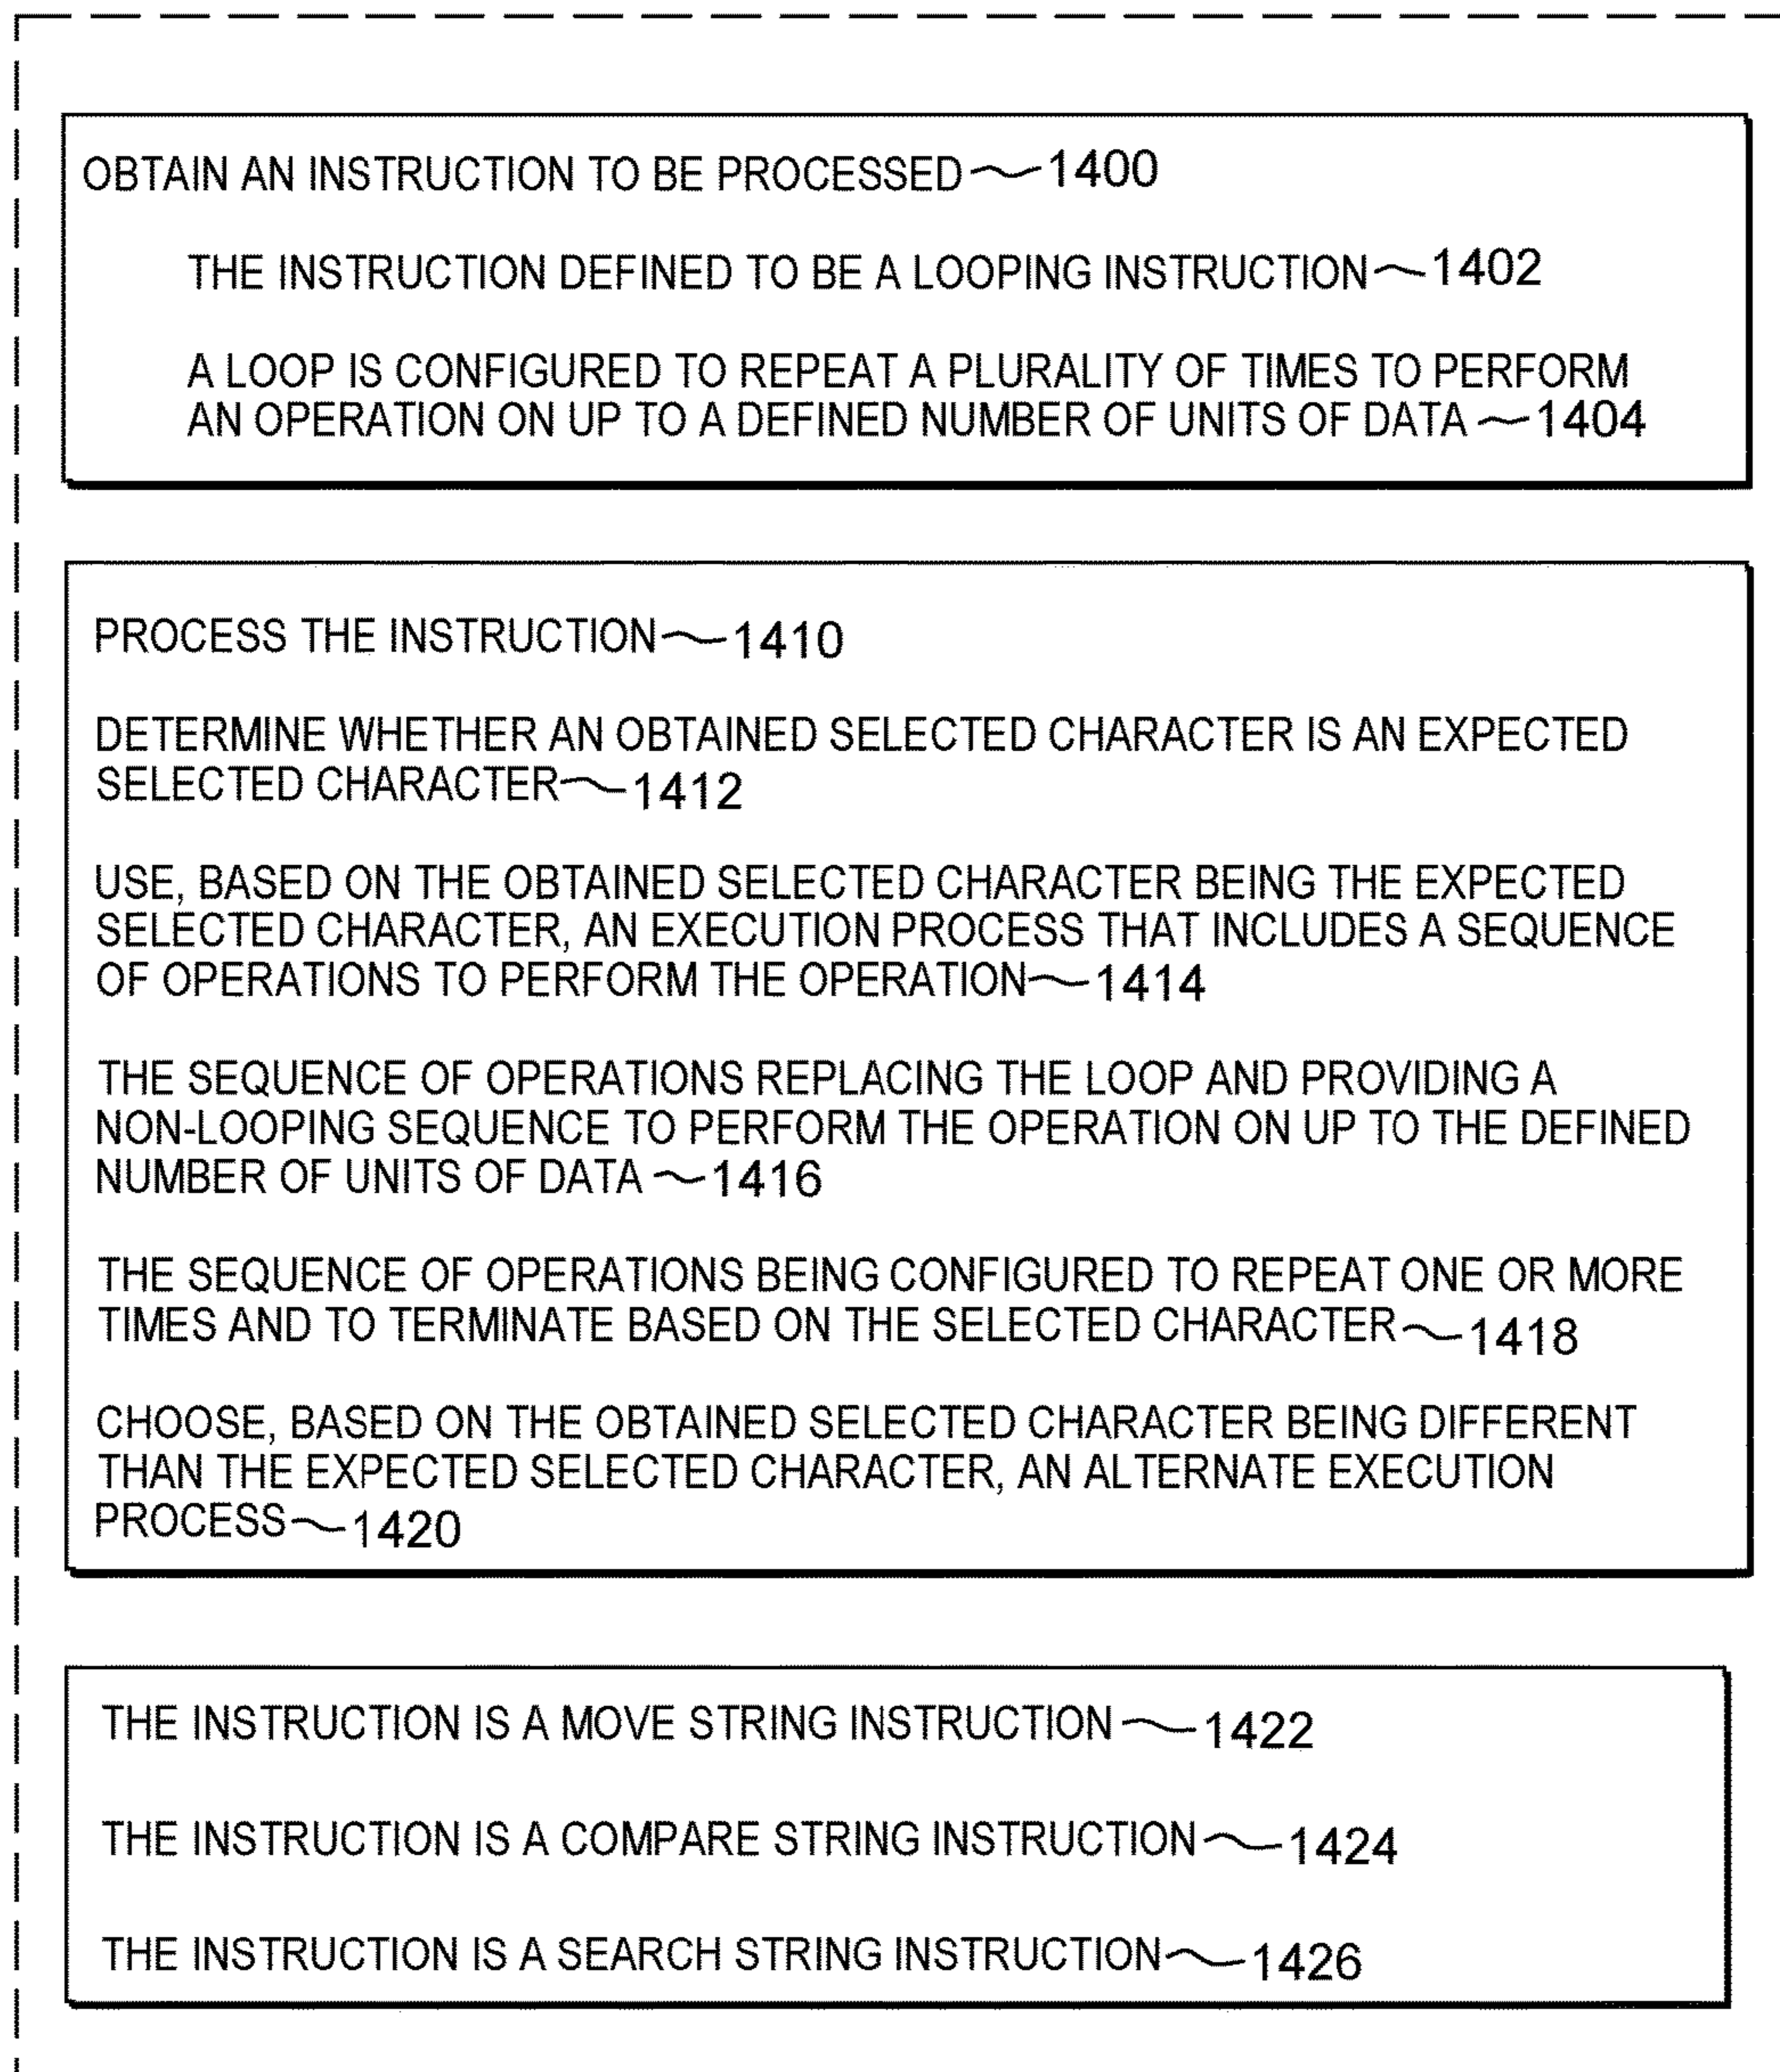 OBTAIN AN INSTRUCTION TO BE PROCESSED 1400
THE INSTRUCTION DEFINED TO BE A LOOPING INSTRUCTION 1402
A LOOP IS CONFIGURED TO REPEAT A PLURALITY OF TIMES TO PERFORM
AN OPERATION ON UP TO A DEFINED NUMBER OF UNITS OF DATA 1404
PROCESS THE INSTRUCTION 1410
DETERMINE WHETHER AN OBTAINED SELECTED CHARACTER IS AN EXPECTED
SELECTED CHARACTER 1412
USE, BASED ON THE OBTAINED SELECTED CHARACTER BEING THE EXPECTED
SELECTED CHARACTER, AN EXECUTION PROCESS THAT INCLUDES A SEQUENCE
OF OPERATIONS TO PERFORM THE OPERATION 1414
THE SEQUENCE OF OPERATIONS REPLACING THE LOOP AND PROVIDING A
NON-LOOPING SEQUENCE TO PERFORM THE OPERATION ON UP TO THE DEFINED
NUMBER OF UNITS OF DATA 1416
THE SEQUENCE OF OPERATIONS BEING CONFIGURED TO REPEAT ONE OR MORE
TIMES AND TO TERMINATE BASED ON THE SELECTED CHARACTER 1418
CHOOSE, BASED ON THE OBTAINED SELECTED CHARACTER BEING DIFFERENT
THAN THE EXPECTED SELECTED CHARACTER, AN ALTERNATE EXECUTION
PROCESS 1420
THE INSTRUCTION IS A MOVE STRING INSTRUCTION 1422
THE INSTRUCTION IS A COMPARE STRING INSTRUCTION 1424
THE INSTRUCTION IS A SEARCH STRING INSTRUCTION 1426